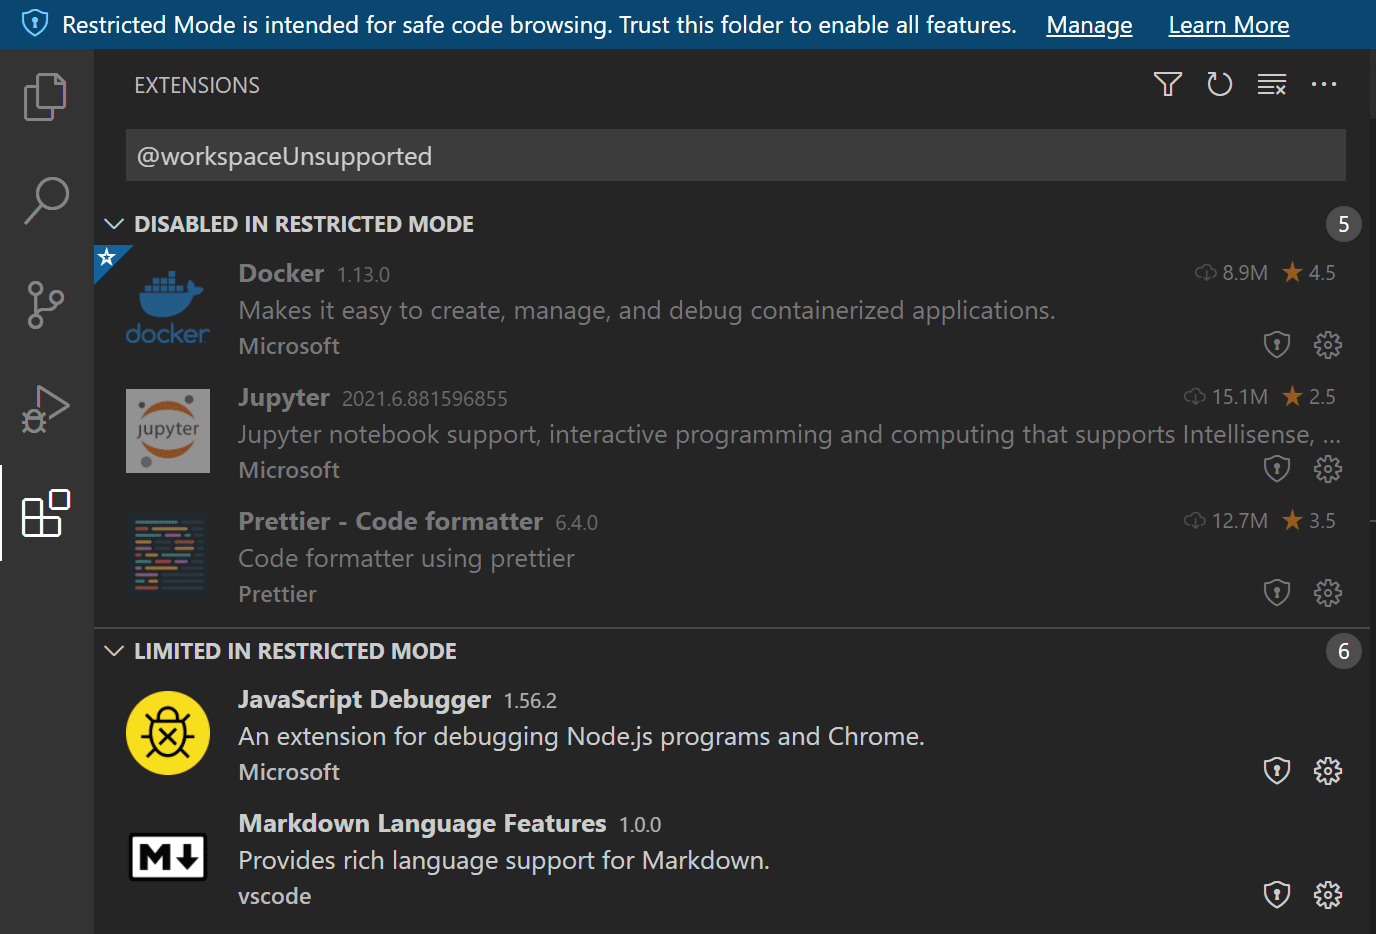 Restricted Mode is intended for safe code browsing. Trust this folder to enable all features. Manage Learn More
EXTENSIONS
@workspaceUnsupported
DISABLED IN RESTRICTED MODE 5
Docker 1.13.0 8.9M 4.5
Makes it easy to create, manage, and debug containerized applications.
docker
Microsoft
Jupyter 2021.6.881596855 15.1M 2.5
jupyter
Jupyter notebook support, interactive programming and computing that supports Intellisense, ...
Microsoft
Prettier - Code formatter 6.4.0 12.7M 3.5
Code formatter using prettier
Prettier
LIMITED IN RESTRICTED MODE 6
JavaScript Debugger 1.56.2
An extension for debugging Node.js programs and Chrome.
Microsoft
Markdown Language Features 1.0.0
M
Provides rich language support for Markdown.
vscode